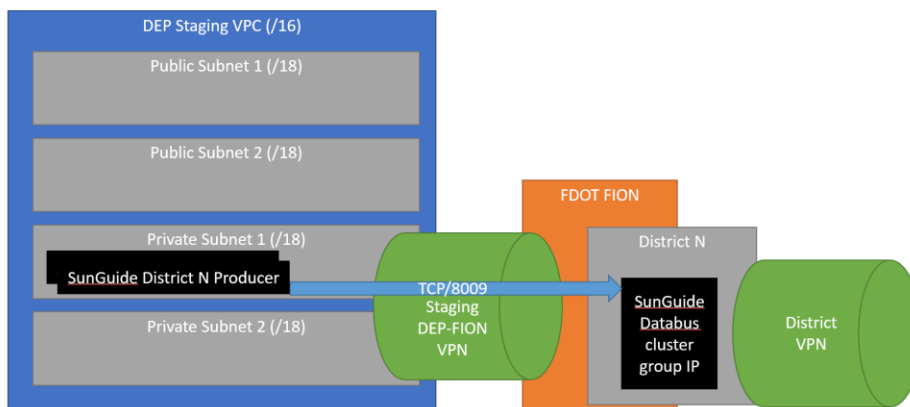 DEP Staging VPC (/16)
Public Subnet 1 (/18)
Public Subnet 2 (/18)
Private Subnet 1 (/18)
SunGuide District N Producer
Private Subnet 2 (/18)
TCP/8009
Staging
DEP-FION
VPN
FDOT FION
District N
SunGuide
Databus
cluster
group IP
District
VPN